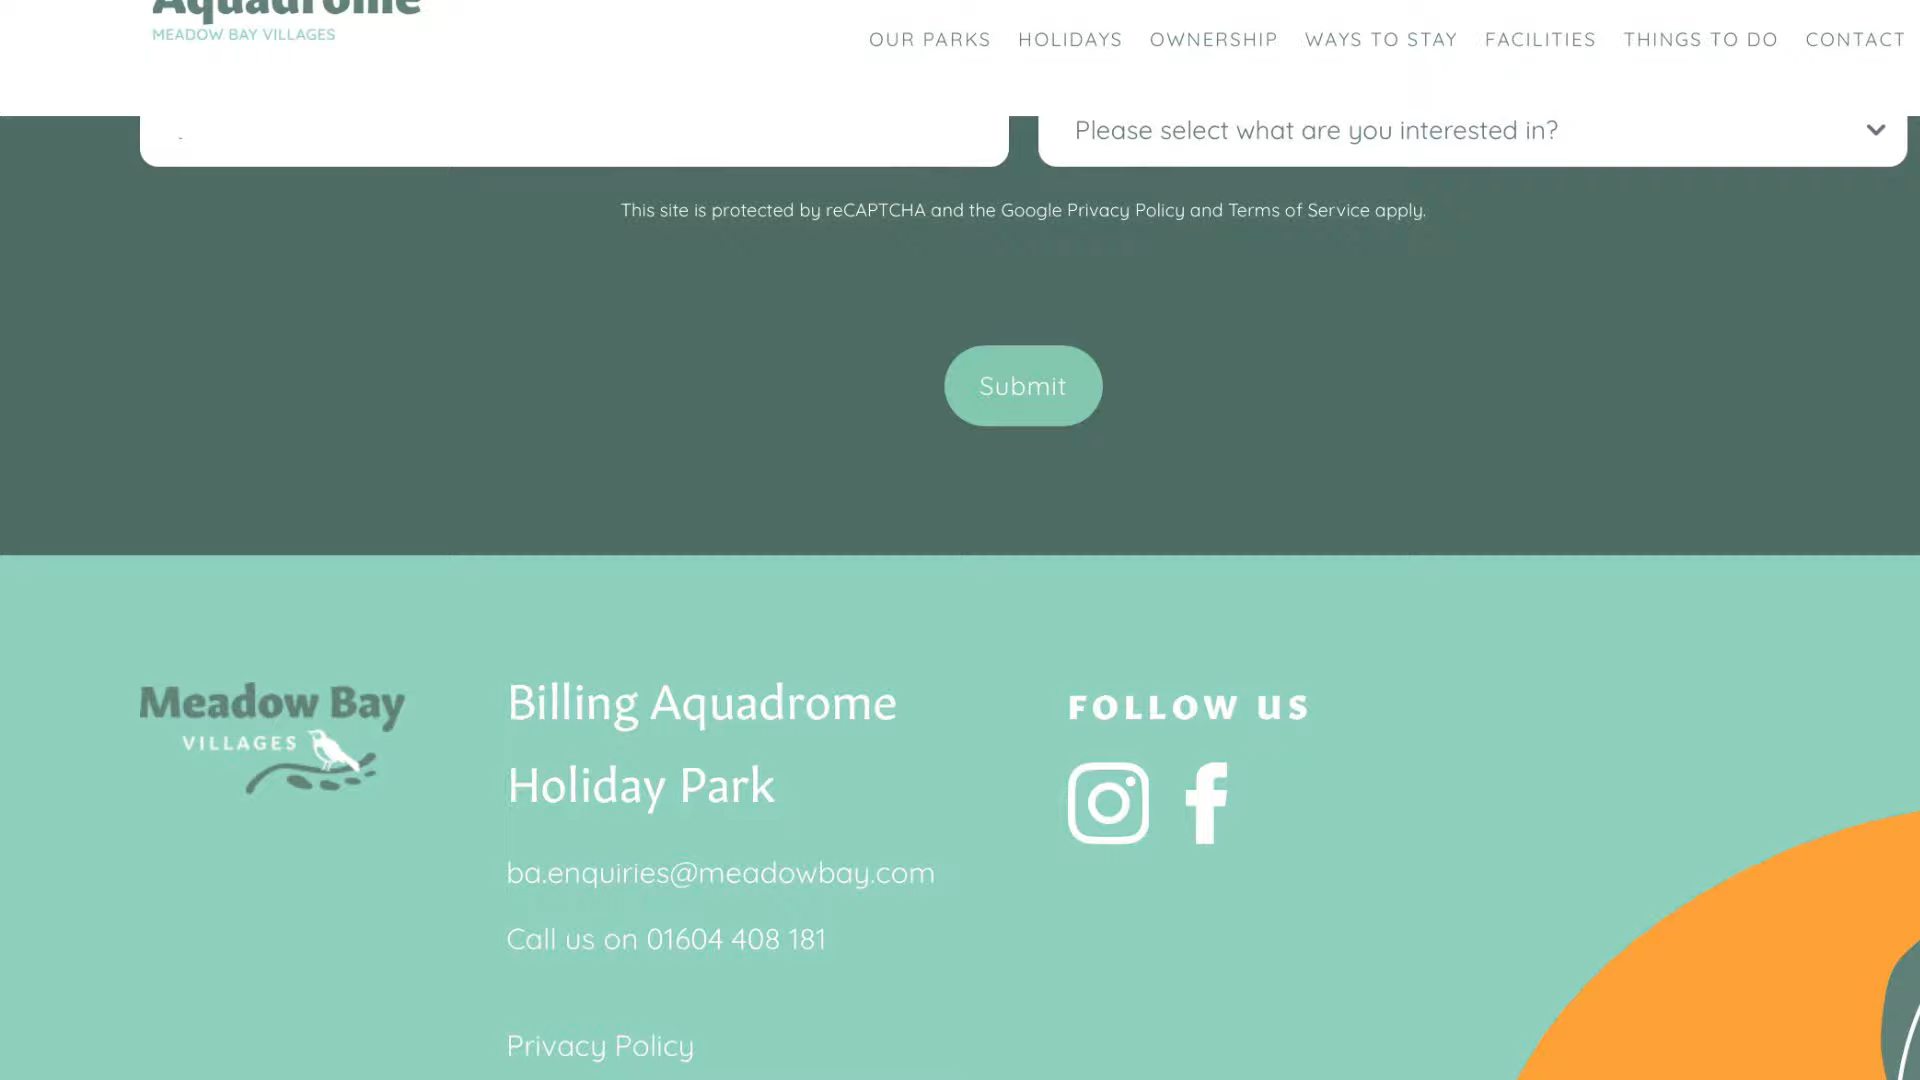 Aquadrome
MEADOW BAY VILLAGES
OUR PARKS HOLIDAYS OWNERSHIP WAYS TO STAY FACILITIES THINGS TO DO CONTACT
Please select what are you interested in?
This site is protected by reCAPTCHA and the Google Privacy Policy and Terms of Service apply.
Submit
Meadow Bay
VILLAGES
Billing Aquadrome
Holiday Park
ba.enquiries@meadowbay.com
Call us on 01604 408 181
Privacy Policy
FOLLOW US